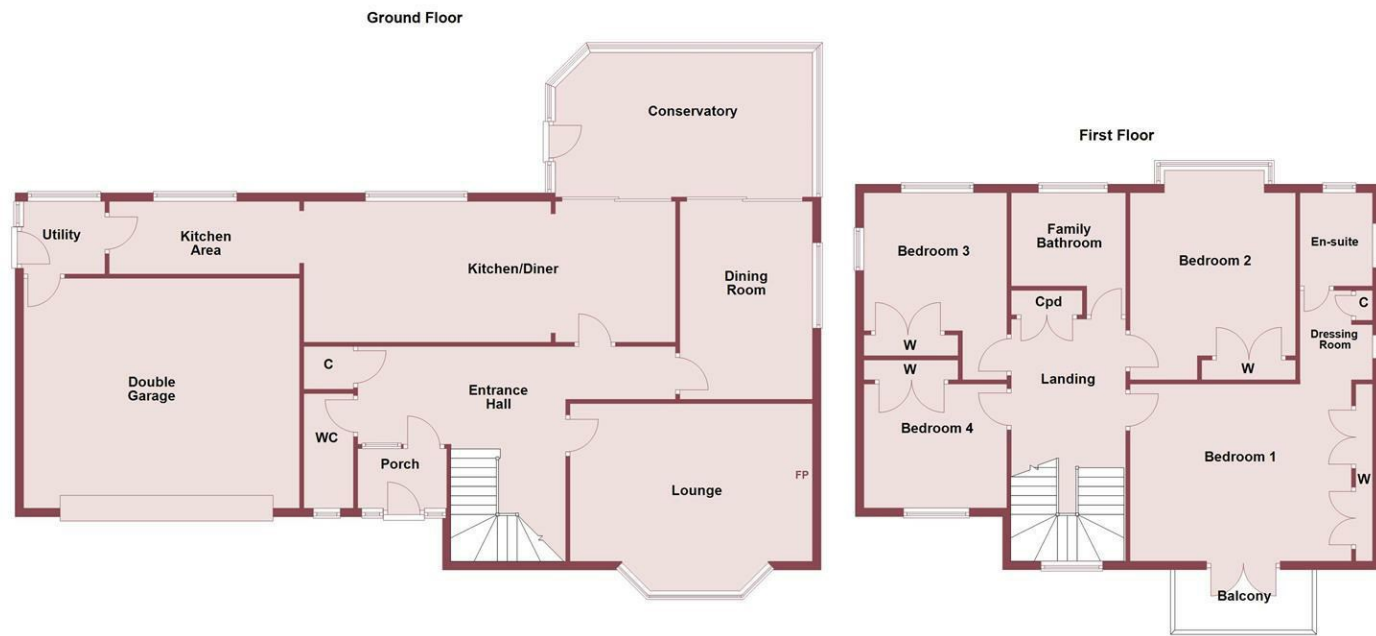 Ground Floor
Conservatory
Utility
Kitchen
Area
Kitchen/Diner
Dining
Room
Double
Garage
C
Entrance
Hall
WC
Porch
Lounge
FP
First Floor
Bedroom 3
Family
Bathroom
Bedroom 2
En-suite
Cpd
C
Dressing
Room
W
W
W
Landing
Bedroom 4
Bedroom 1
W
Balcony